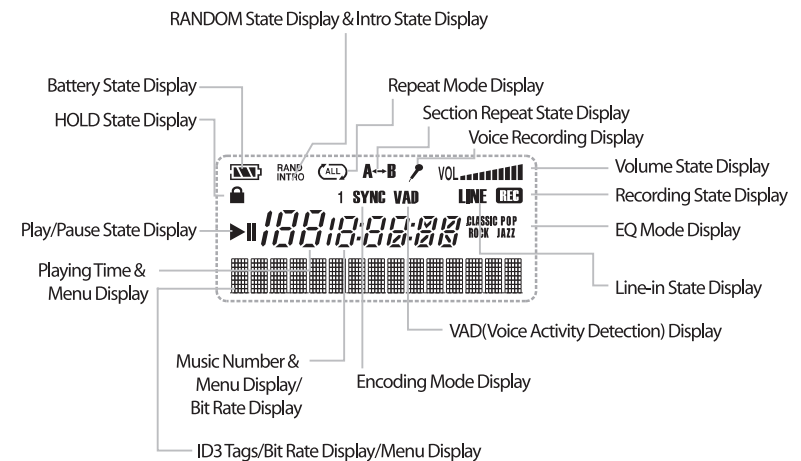 RANDOM State Display & Intro State Display
Battery State Display
Repeat Mode Display
HOLD State Display
Section Repeat State Display
Voice Recording Display
RAND
INTRO
ALL
A↔B
VOL
Volume State Display
1 SYNC VAD
LINE REC
Recording State Display
Play/Pause State Display
188 18:88:88
CLASSIC POP
ROCK JAZZ
EQ Mode Display
Playing Time &
Menu Display
Line-in State Display
VAD(Voice Activity Detection) Display
Music Number &
Menu Display/
Bit Rate Display
Encoding Mode Display
ID3 Tags/Bit Rate Display/Menu Display